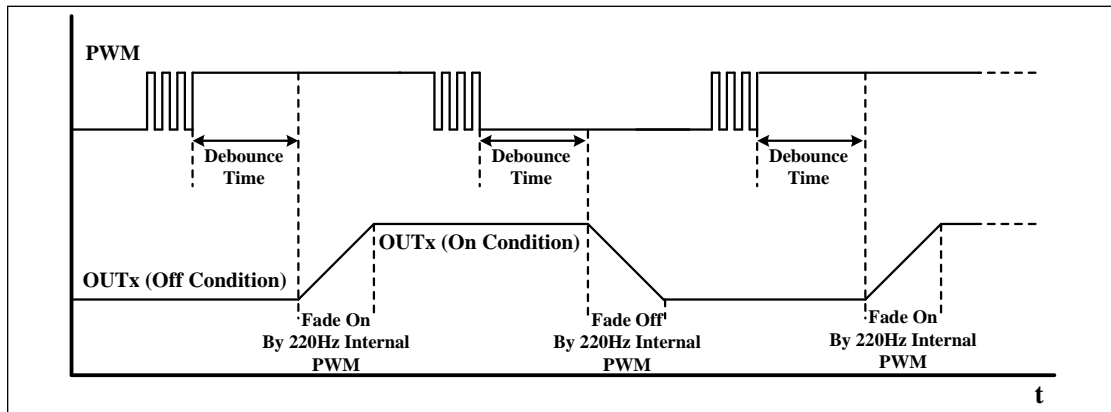 PWM
Debounce
Time
Debounce
Time
Debounce
Time
OUTx (Off Condition)
OUTx (On Condition)
Fade On
By 220Hz Internal
PWM
Fade Off
By 220Hz Internal
PWM
Fade On
By 220Hz Internal
PWM
t